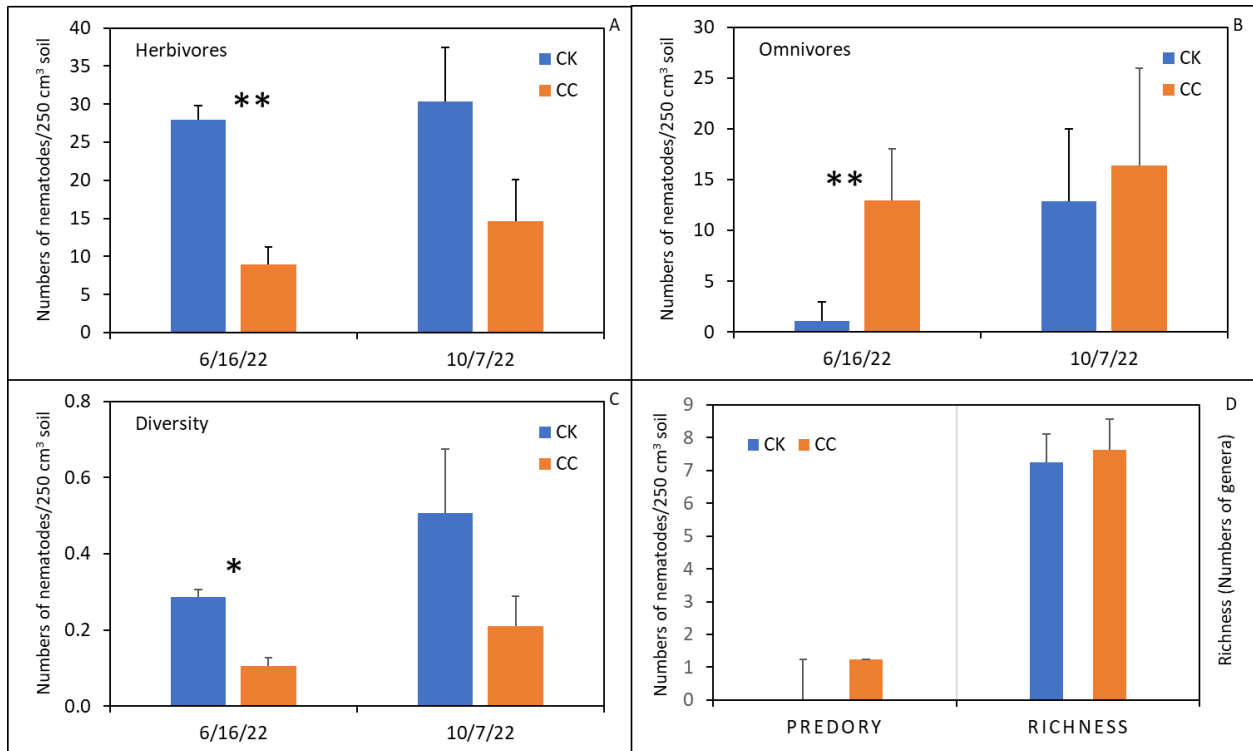 A
Herbivores
CK
CC
**
Numbers of nematodes/250 cm³ soil
40
35
30
25
20
15
10
5
0
6/16/22 10/7/22
B
Omnivores
CK
CC
**
Numbers of nematodes/250 cm³ soil
30
25
20
15
10
5
0
6/16/22 10/7/22
C
Diversity
CK
CC
*
Numbers of nematodes/250 cm³ soil
0.8
0.6
0.4
0.2
0.0
6/16/22 10/7/22
D
CK CC
Numbers of nematodes/250 cm³ soil
9
8
7
6
5
4
3
2
1
0
PREDORY RICHNESS
Richness (Numbers of genera)